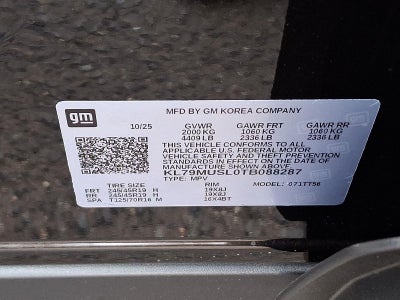 gm
MFD BY GM KOREA COMPANY
10/25 GVWR GAWR FRT GAWR RR
2000 KG 1060 KG 1060 KG
4409 LB 2336 LB 2336 LB
THIS VEHICLE CONFORMS TO ALL
APPLICABLE U.S. FEDERAL MOTOR
VEHICLE SAFETY AND THEFT PREVENTION
STANDARDS IN EFFECT ON THE DATE OF
MANUFACTURE SHOWN ABOVE.
KL79MUSL0TB088287
TYPE: MPV
TIRE SIZE RIM MODEL: 071TT56
FRT 245/45R19 H 19X8J
RR 245/45R19 H 19X8J
SPA T125/70R16 M 16X4BT